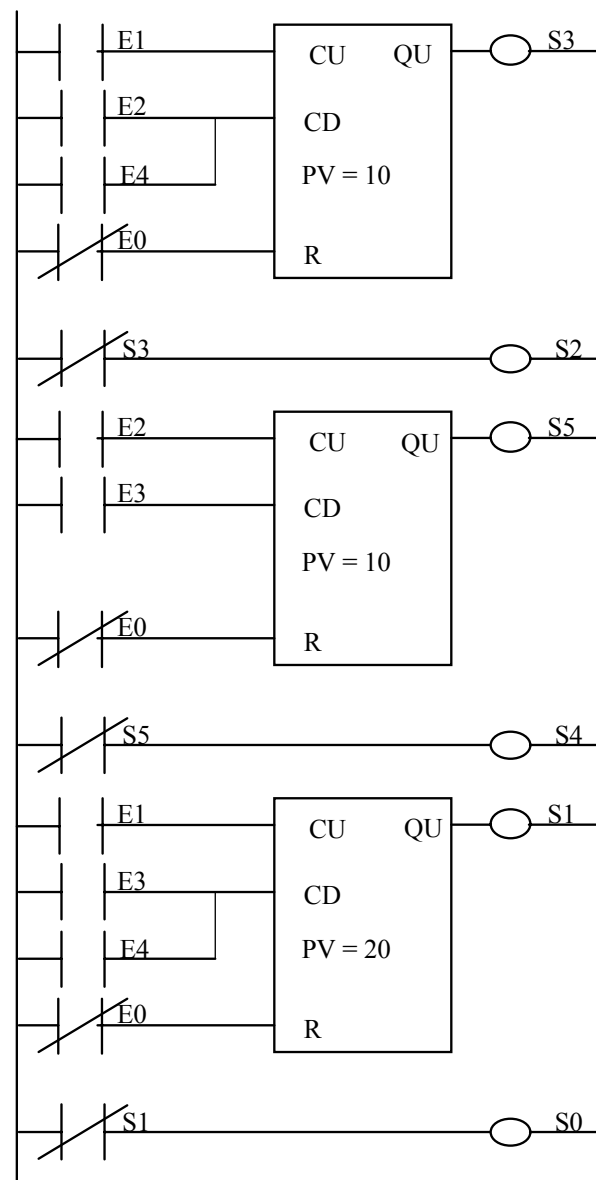 E1 S3
CU QU
E2
CD
E4
PV = 10
E0
R
S3 S2
E2 S5
CU QU
E3
CD
PV = 10
E0
R
S5 S4
E1 S1
CU QU
E3
CD
E4
PV = 20
E0
R
S1 S0